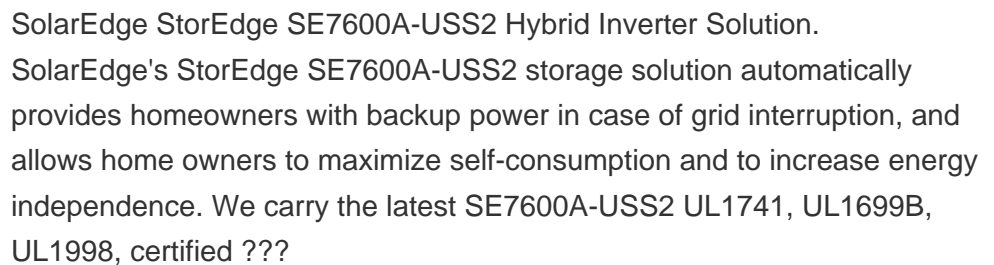 SolarEdge StorEdge SE7600A-USS2 Hybrid Inverter Solution.
SolarEdge's StorEdge SE7600A-USS2 storage solution automatically
provides homeowners with backup power in case of grid interruption, and
allows home owners to maximize self-consumption and to increase energy
independence. We carry the latest SE7600A-USS2 UL1741, UL1699B,
UL1998, certified ???